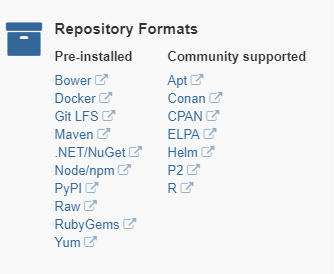 Repository Formats
Pre-installed
Bower
Docker
Git LFS
Maven
.NET/NuGet
Node/npm
PyPI
Raw
RubyGems
Yum
Community supported
Apt
Conan
CPAN
ELPA
Helm
P2
R